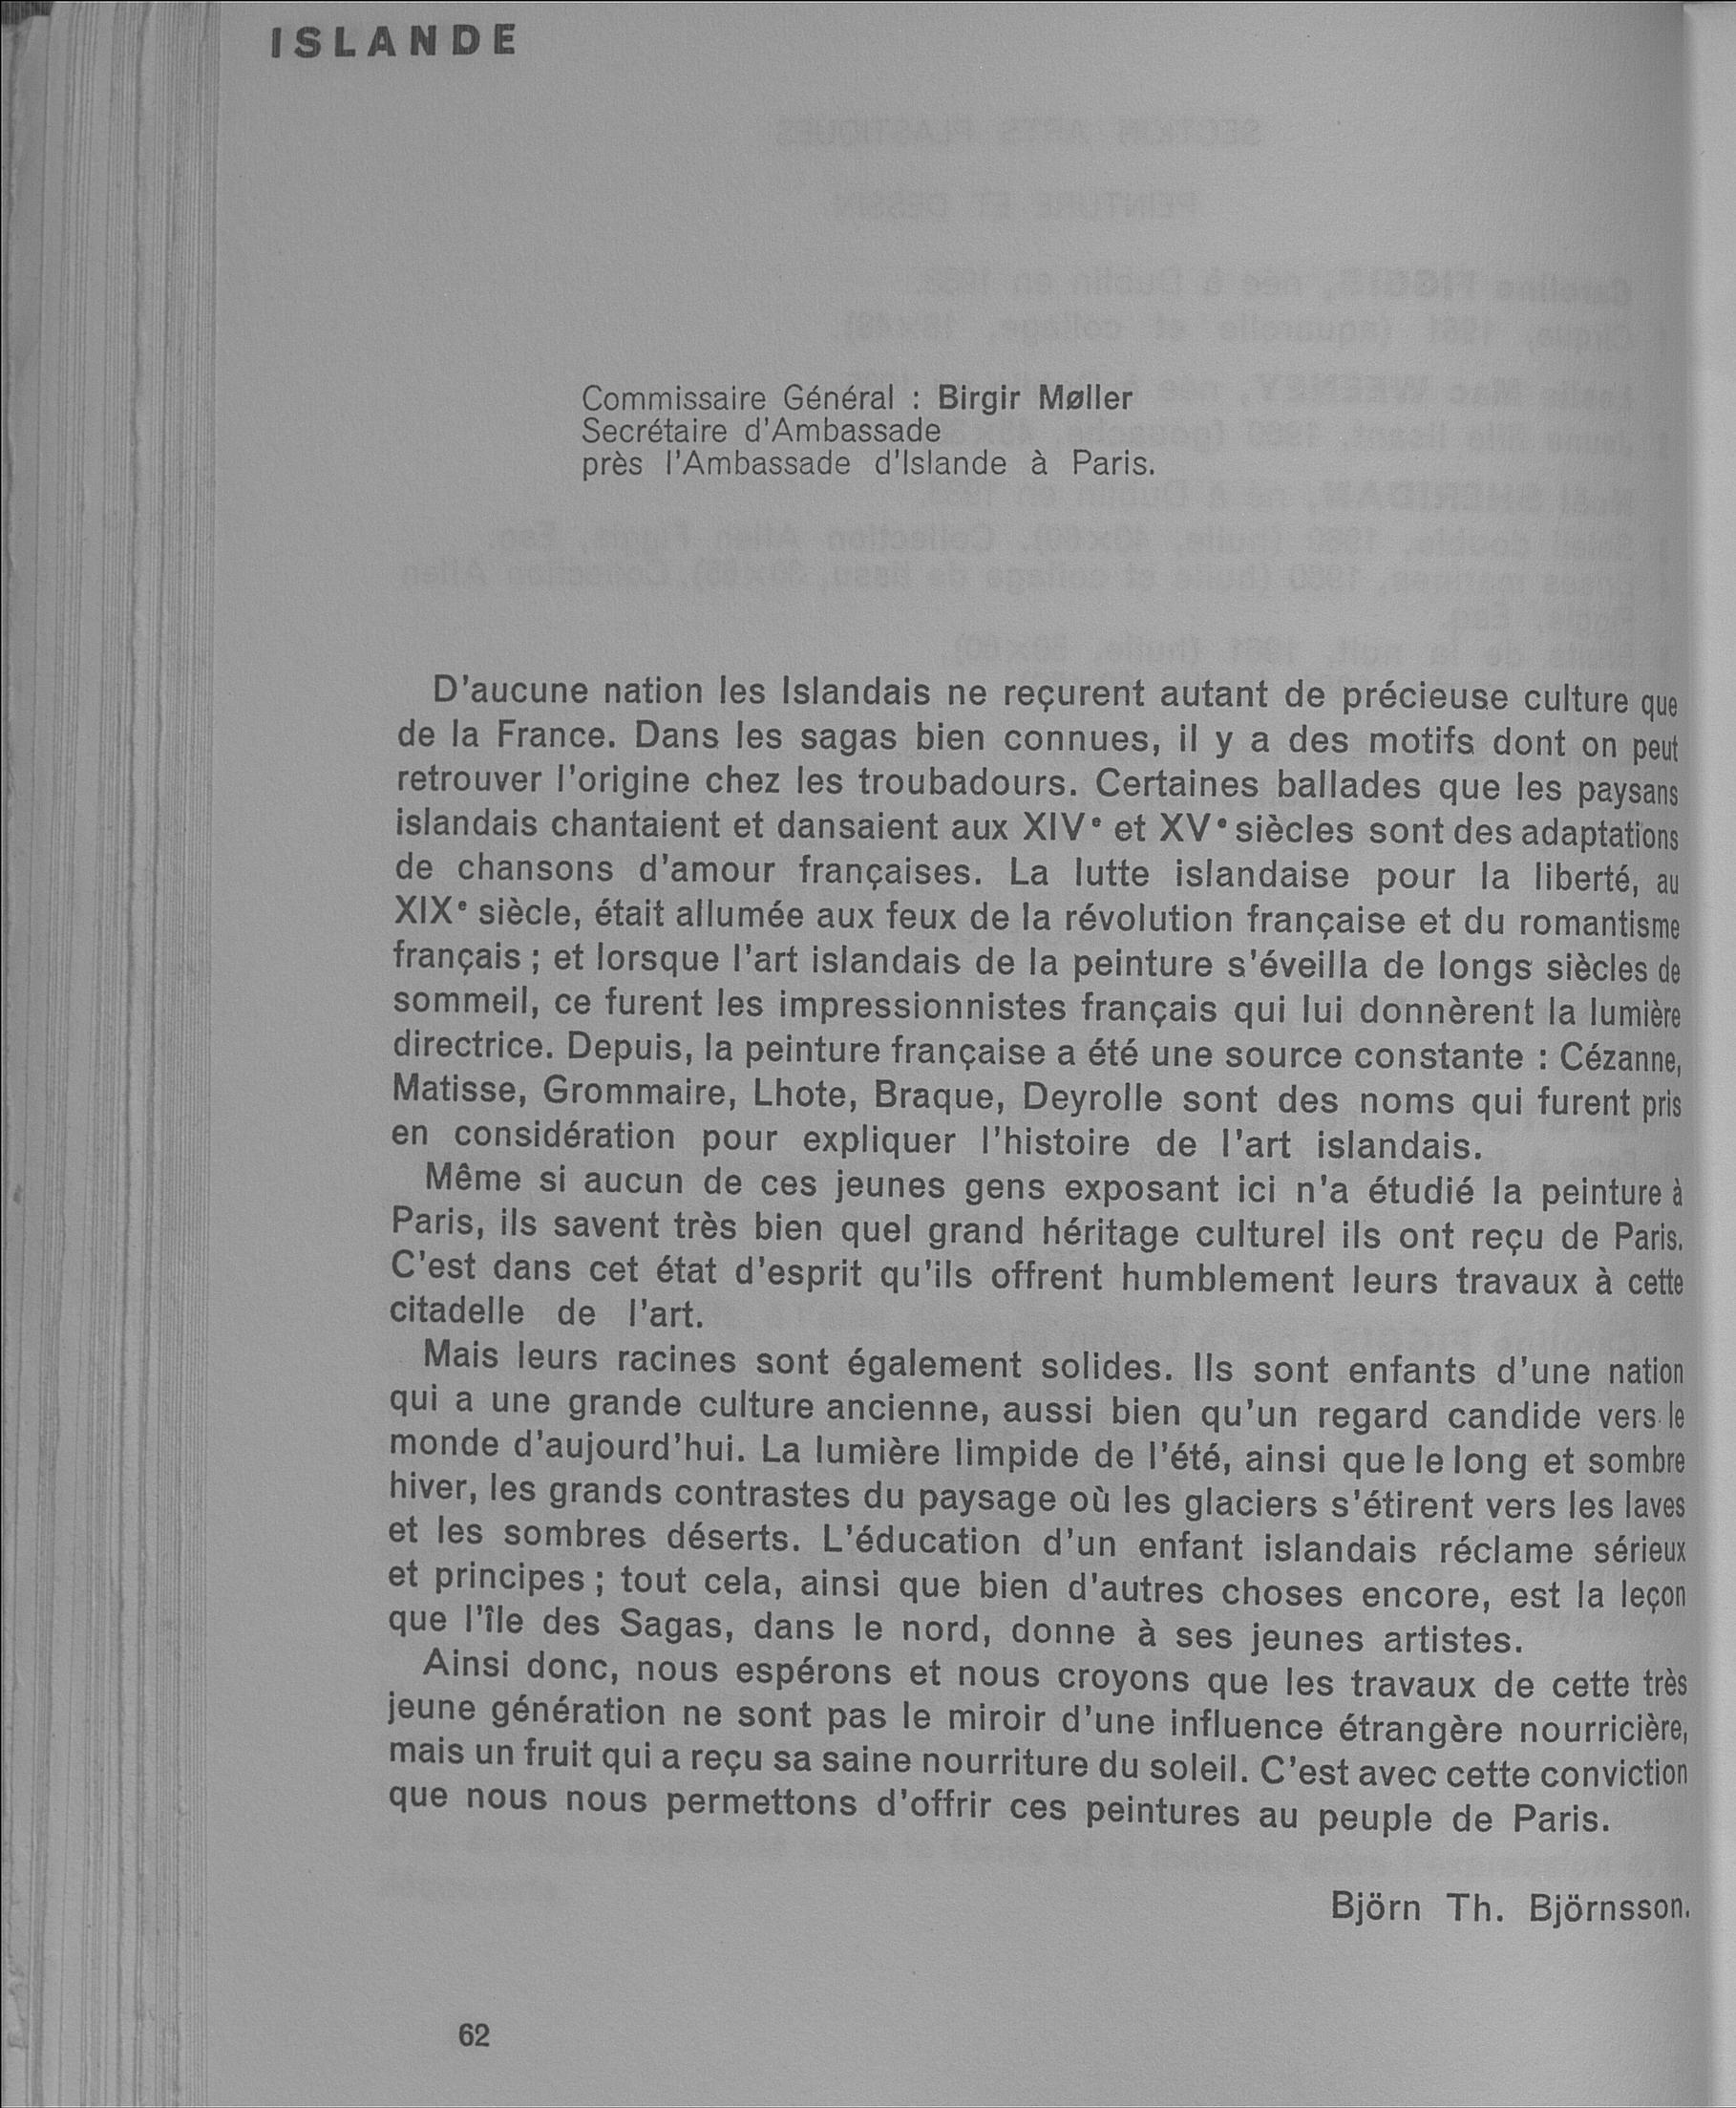 ISLANDE
Commissaire Général : Birgir Møller
Secrétaire d'Ambassade
près l'Ambassade d'Islande à Paris.
D'aucune nation les Islandais ne reçurent autant de précieuse culture que
de la France. Dans les sagas bien connues, il y a des motifs dont on peut
retrouver l'origine chez les troubadours. Certaines ballades que les paysans
islandais chantaient et dansaient aux XIVe et XVe siècles sont des adaptations
de chansons d'amour françaises. La lutte islandaise pour la liberté, au
XIXe siècle, était allumée aux feux de la révolution française et du romantisme
français ; et lorsque l'art islandais de la peinture s'éveilla de longs siècles de
sommeil, ce furent les impressionnistes français qui lui donnèrent la lumière
directrice. Depuis, la peinture française a été une source constante : Cézanne,
Matisse, Grommaire, Lhote, Braque, Deyrolle sont des noms qui furent pris
en considération pour expliquer l'histoire de l'art islandais.
Même si aucun de ces jeunes gens exposant ici n'a étudié la peinture à
Paris, ils savent très bien quel grand héritage culturel ils ont reçu de Paris.
C'est dans cet état d'esprit qu'ils offrent humblement leurs travaux à cette
citadelle de l'art.
Mais leurs racines sont également solides. Ils sont enfants d'une nation
qui a une grande culture ancienne, aussi bien qu'un regard candide vers le
monde d'aujourd'hui. La lumière limpide de l'été, ainsi que le long et sombre
hiver, les grands contrastes du paysage où les glaciers s'étirent vers les laves
et les sombres déserts. L'éducation d'un enfant islandais réclame sérieux
et principes ; tout cela, ainsi que bien d'autres choses encore, est la leçon
que l'île des Sagas, dans le nord, donne à ses jeunes artistes.
Ainsi donc, nous espérons et nous croyons que les travaux de cette très
jeune génération ne sont pas le miroir d'une influence étrangère nourricière,
mais un fruit qui a reçu sa saine nourriture du soleil. C'est avec cette conviction
que nous nous permettons d'offrir ces peintures au peuple de Paris.
Björn Th. Björnsson.
62